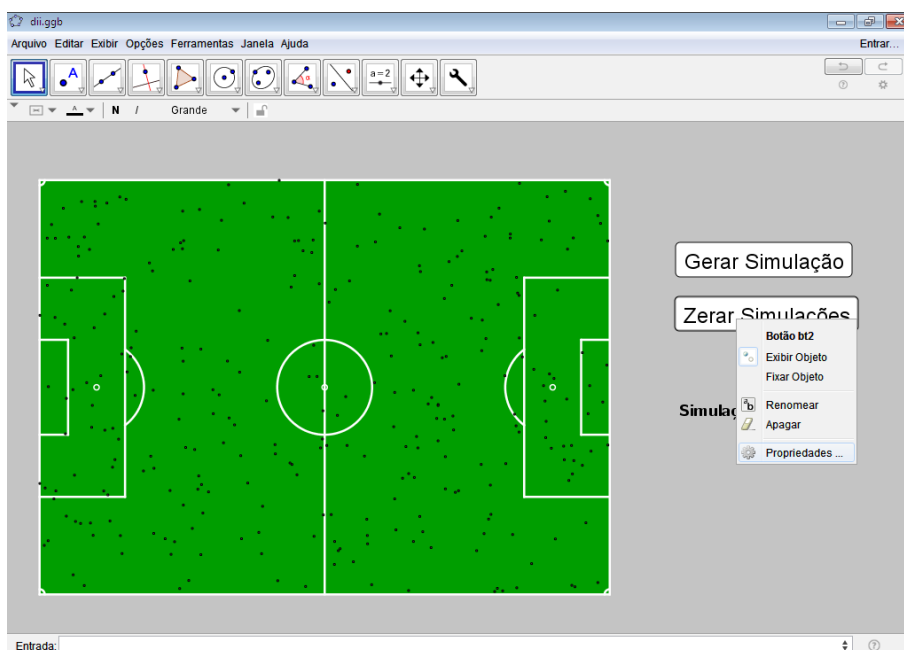 dii.ggb
Arquivo Editar Exibir Opções Ferramentas Janela Ajuda Entrar...
A α a=2
A N I Grande
Gerar Simulação
Zerar Simulações
Botão bt2
Exibir Objeto
Fixar Objeto
Renomear
Apagar
Propriedades ...
Entrada: